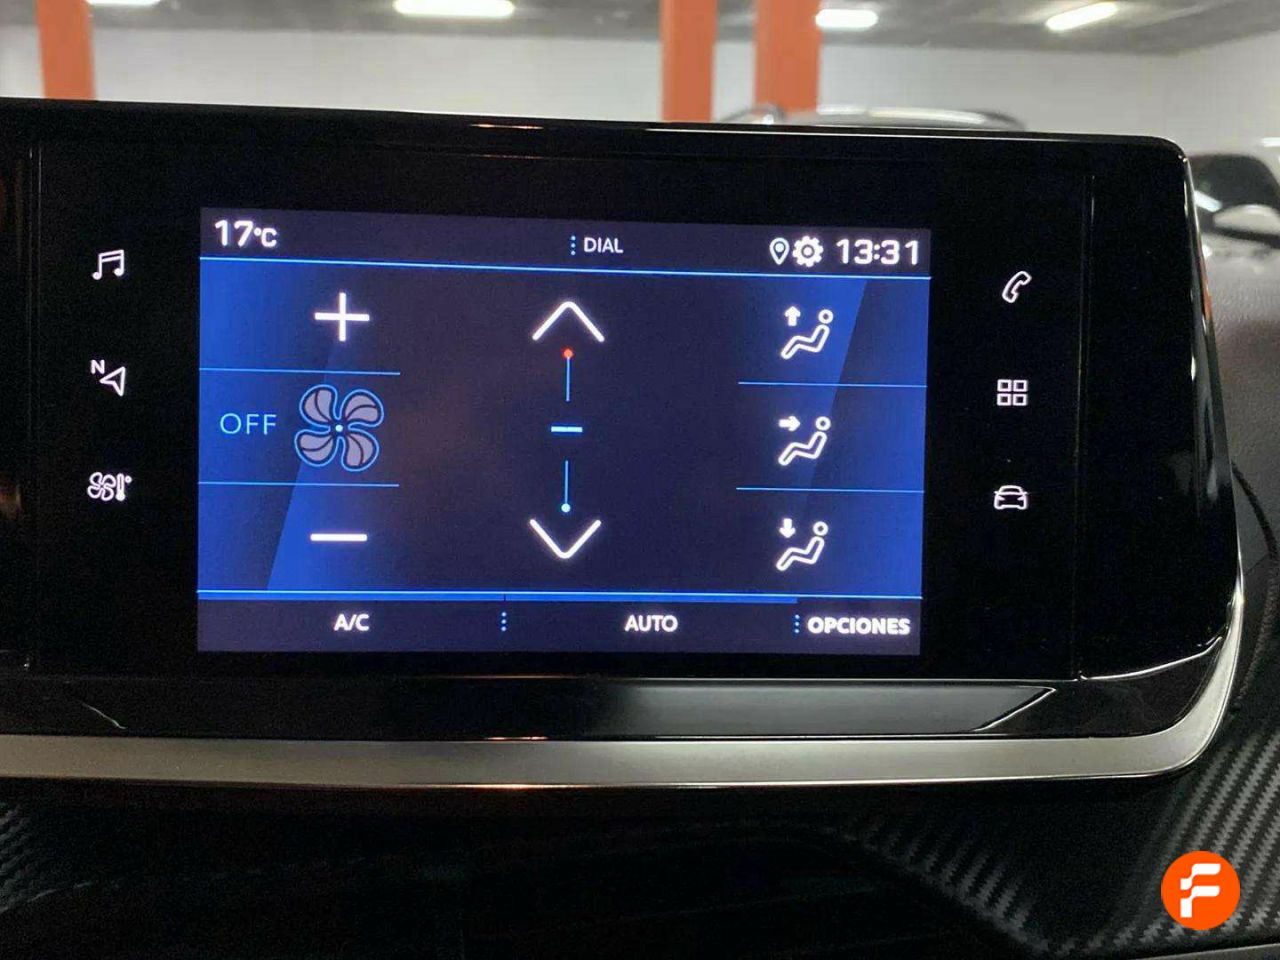 17°C
DIAL
13:31
N
OFF
A/C
AUTO
OPCIONES
F